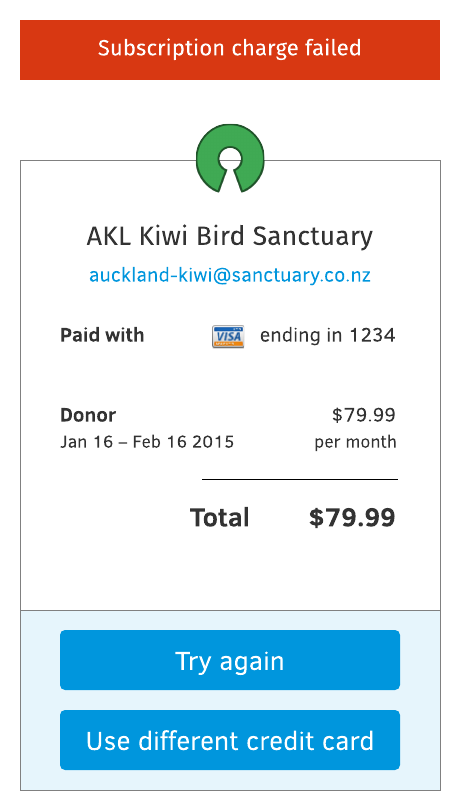 Subscription charge failed
AKL Kiwi Bird Sanctuary
auckland-kiwi@sanctuary.co.nz
Paid with VISA ending in 1234
Donor $79.99
Jan 16 – Feb 16 2015 per month
Total $79.99
Try again
Use different credit card